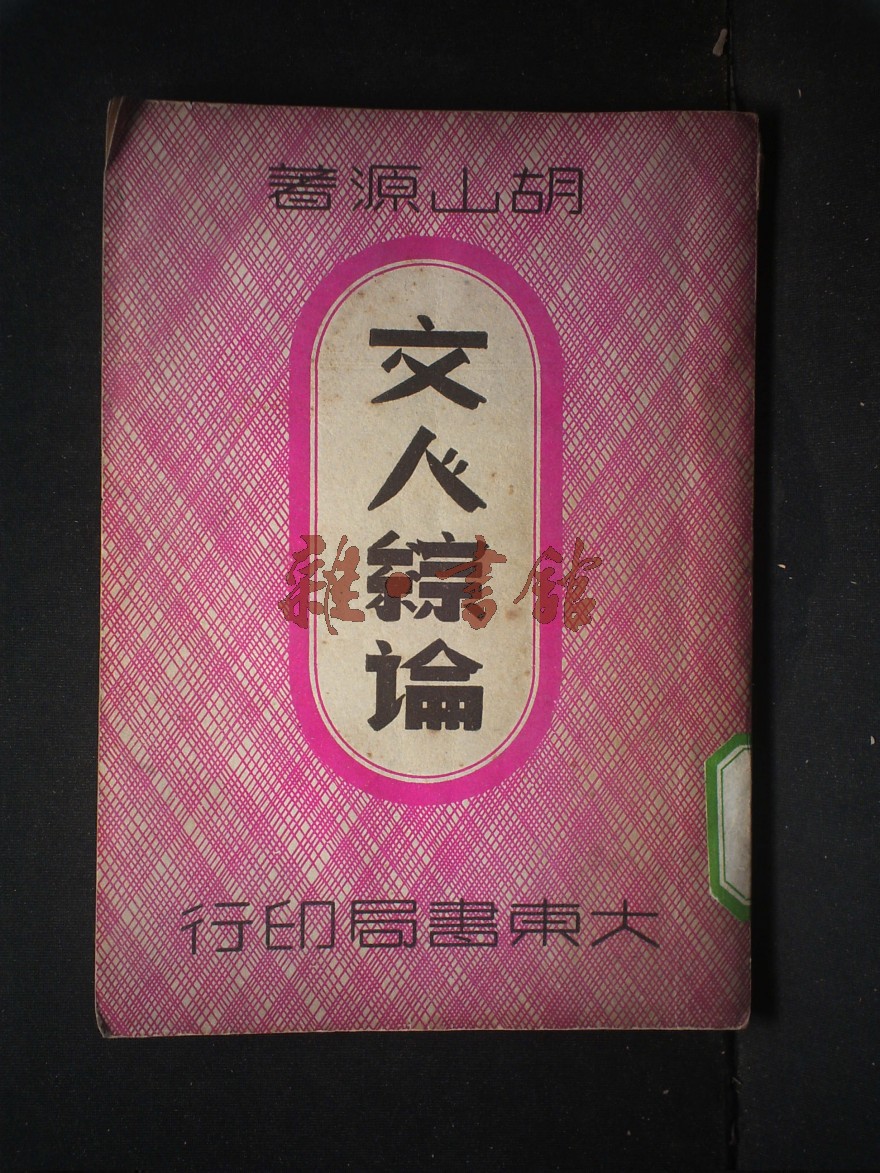 胡山源著
文人綜論
雜·書館
大東書局印行